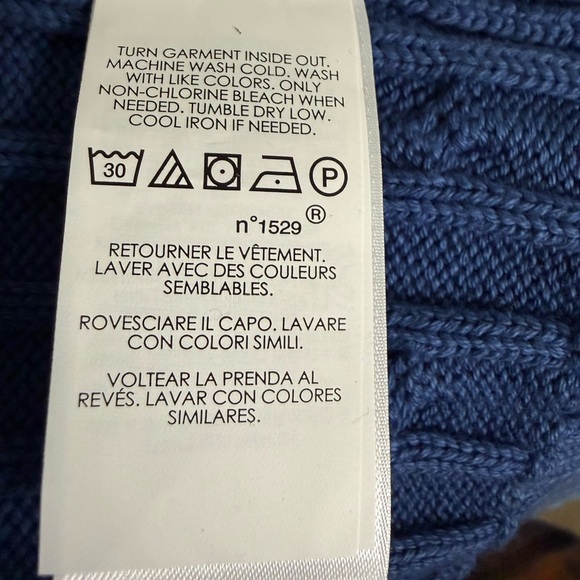 TURN GARMENT INSIDE OUT.
MACHINE WASH COLD. WASH
WITH LIKE COLORS. ONLY
NON-CHLORINE BLEACH WHEN
NEEDED. TUMBLE DRY LOW.
COOL IRON IF NEEDED.
30 P
n°1529®
RETOURNER LE VÊTEMENT.
LAVER AVEC DES COULEURS
SEMBLABLES.
ROVESCIARE IL CAPO. LAVARE
CON COLORI SIMILI.
VOLTEAR LA PRENDA AL
REVÉS. LAVAR CON COLORES
SIMILARES.